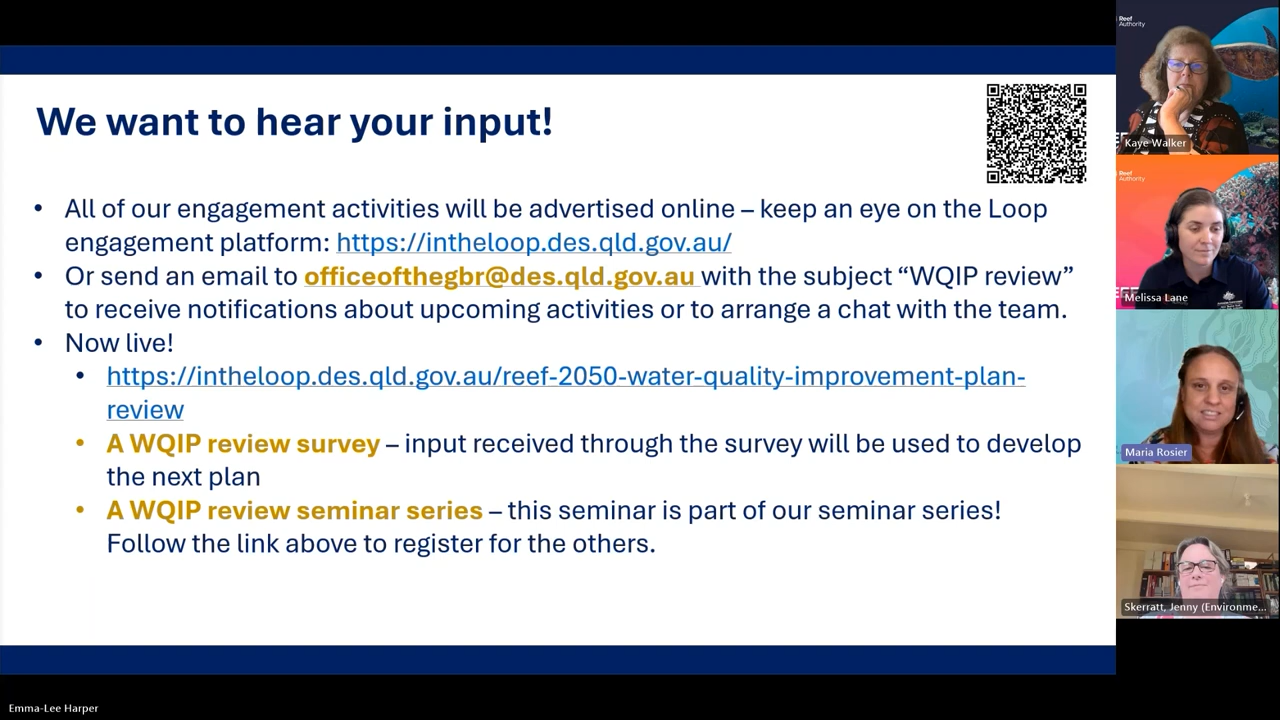 We want to hear your input!
• All of our engagement activities will be advertised online – keep an eye on the Loop
engagement platform: https://intheloop.des.qld.gov.au/
• Or send an email to officeofthegbr@des.qld.gov.au with the subject “WQIP review”
to receive notifications about upcoming activities or to arrange a chat with the team.
• Now live!
• https://intheloop.des.qld.gov.au/reef-2050-water-quality-improvement-plan-
review
• A WQIP review survey – input received through the survey will be used to develop
the next plan
• A WQIP review seminar series – this seminar is part of our seminar series!
Follow the link above to register for the others.
Reef
Authority
Kaye Walker
Reef
Authority
Melissa Lane
Maria Rosier
Skerratt, Jenny (Environme...
Emma-Lee Harper